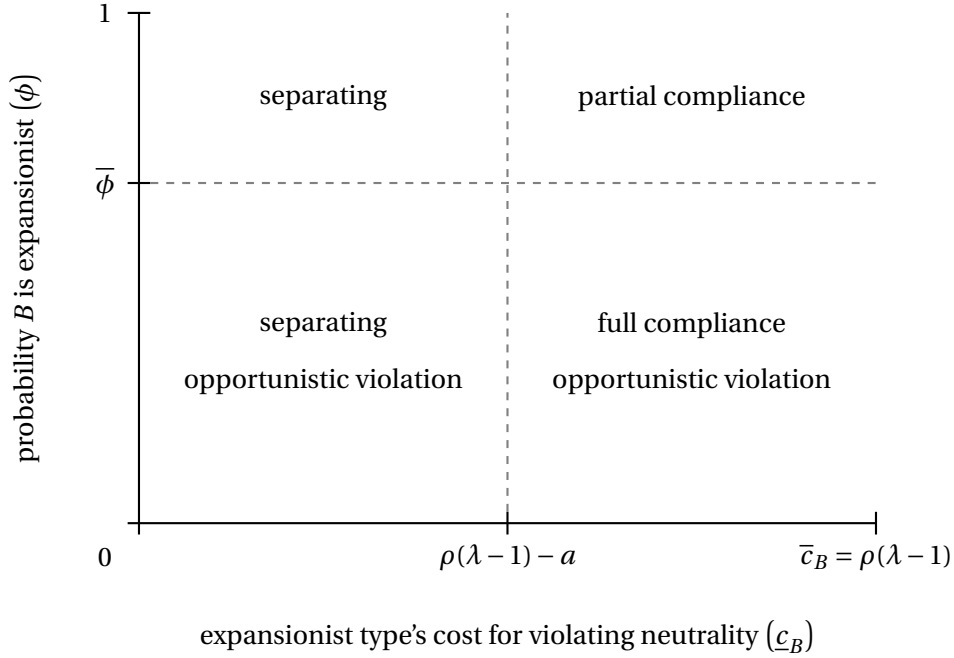 1
separating
partial compliance
ϕ̅
separating
full compliance
opportunistic violation
opportunistic violation
0
ρ(λ − 1) − a
c̅_B = ρ(λ − 1)
expansionist type's cost for violating neutrality (c̲_B)
probability B is expansionist (ϕ)